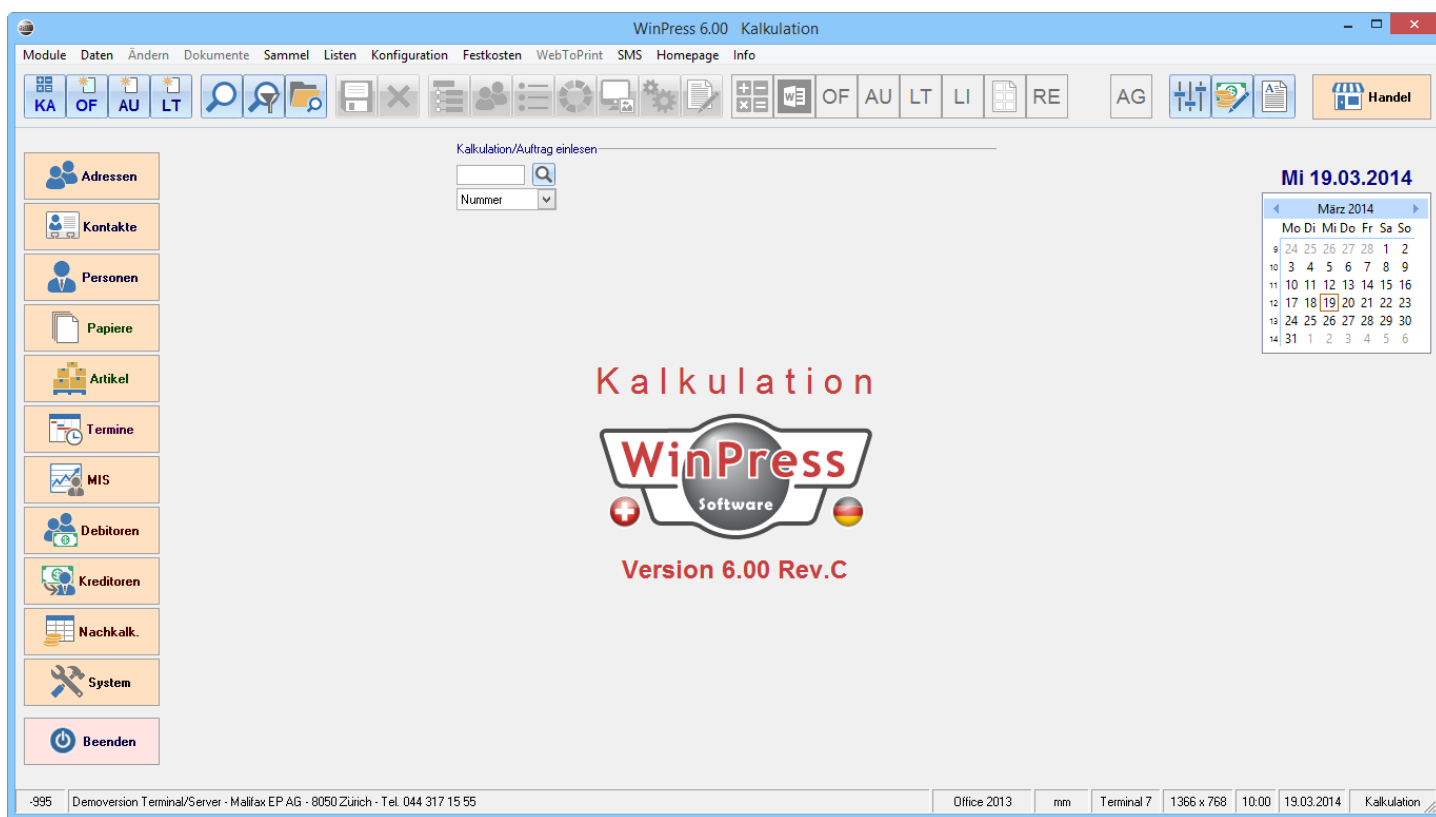 WinPress 6.00 Kalkulation
Module Daten Ändern Dokumente Sammel Listen Konfiguration Festkosten WebToPrint SMS Homepage Info
KA OF AU LT W OF AU LT LI RE AG Handel
Kalkulation/Auftrag einlesen
Nummer
Adressen
Kontakte
Personen
Papiere
Artikel
Termine
MIS
Debitoren
Kreditoren
Nachkalk.
System
Beenden
Mi 19.03.2014
März 2014
Mo Di Mi Do Fr Sa So
9 24 25 26 27 28 1 2
10 3 4 5 6 7 8 9
11 10 11 12 13 14 15 16
12 17 18 19 20 21 22 23
13 24 25 26 27 28 29 30
14 31 1 2 3 4 5 6
Kalkulation
WinPress
Software
Version 6.00 Rev.C
-995 Demoversion Terminal/Server - Malifax EP AG - 8050 Zürich - Tel. 044 317 15 55 Office 2013 mm Terminal 7 1366 x 768 10:00 19.03.2014 Kalkulation